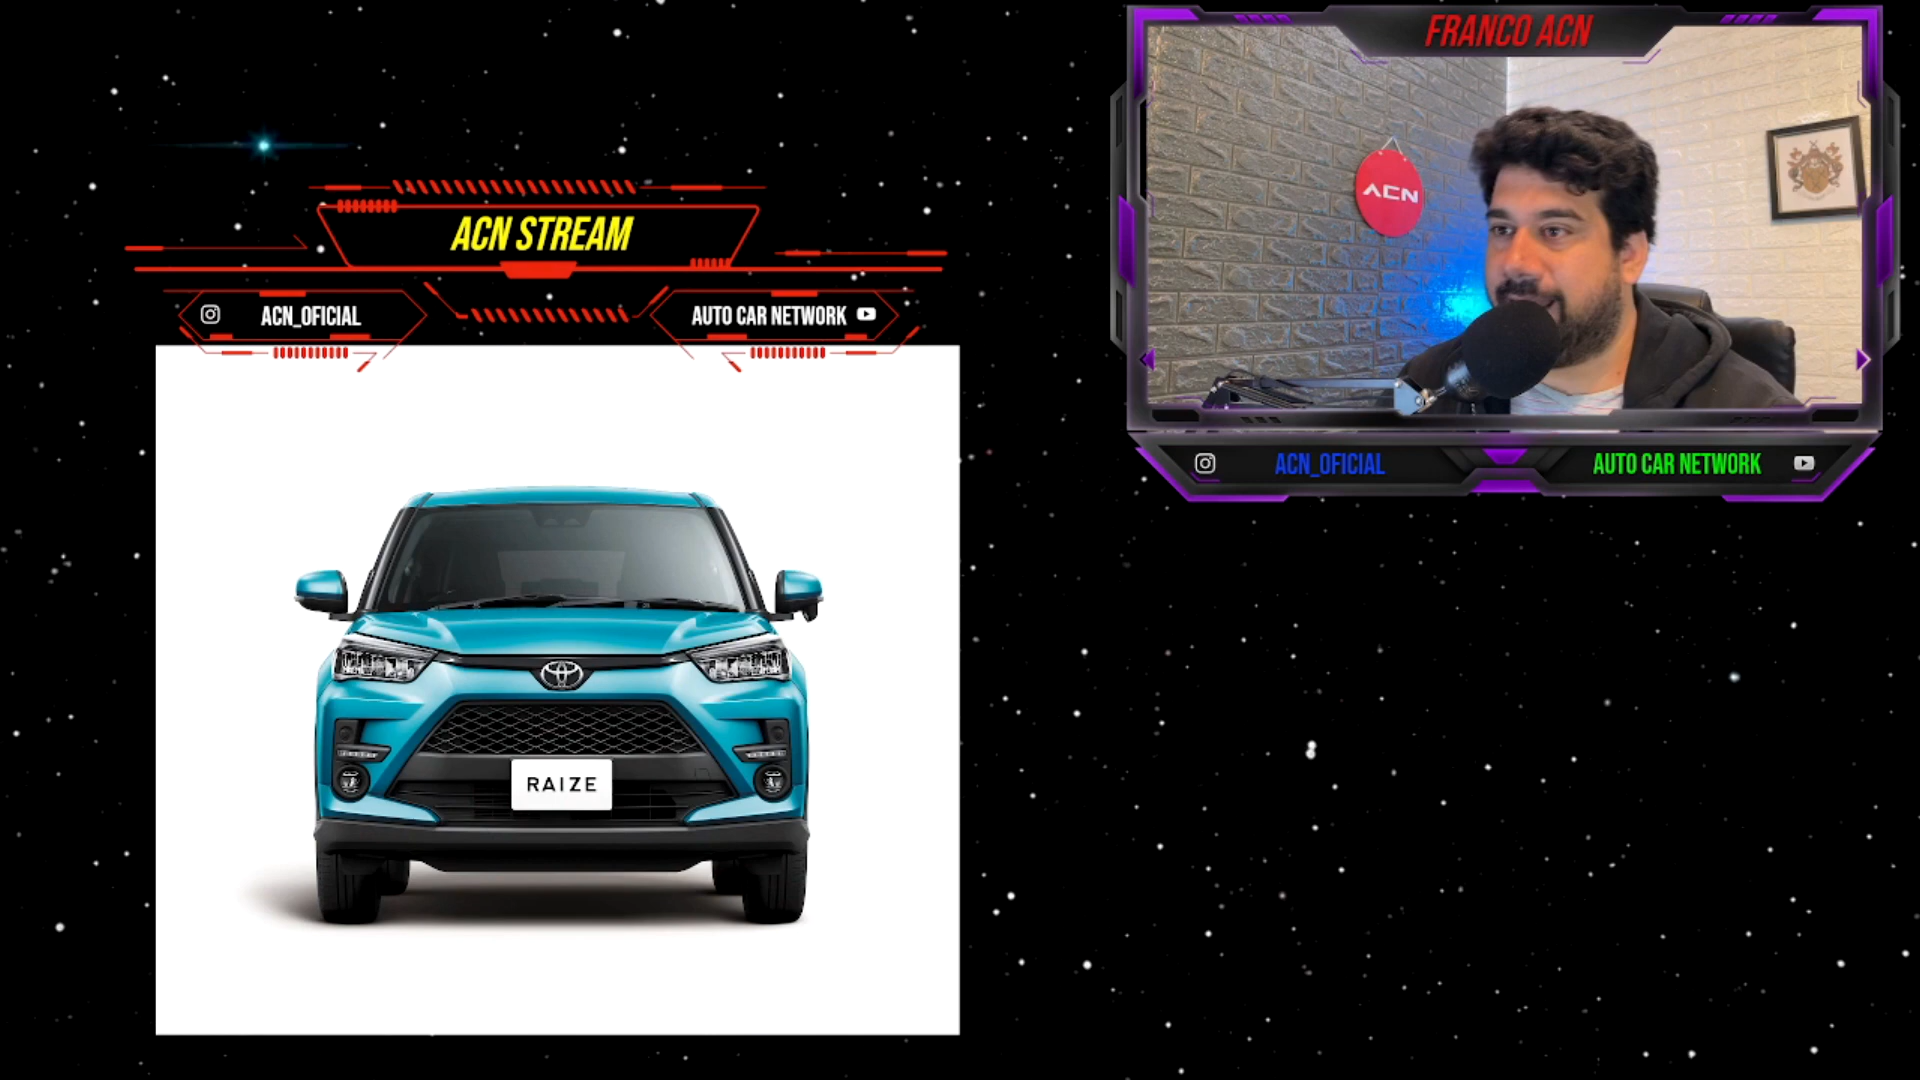 FRANCO ACN
ACN
ACN STREAM
ACN_OFICIAL
AUTO CAR NETWORK
ACN_OFICIAL
AUTO CAR NETWORK
RAIZE